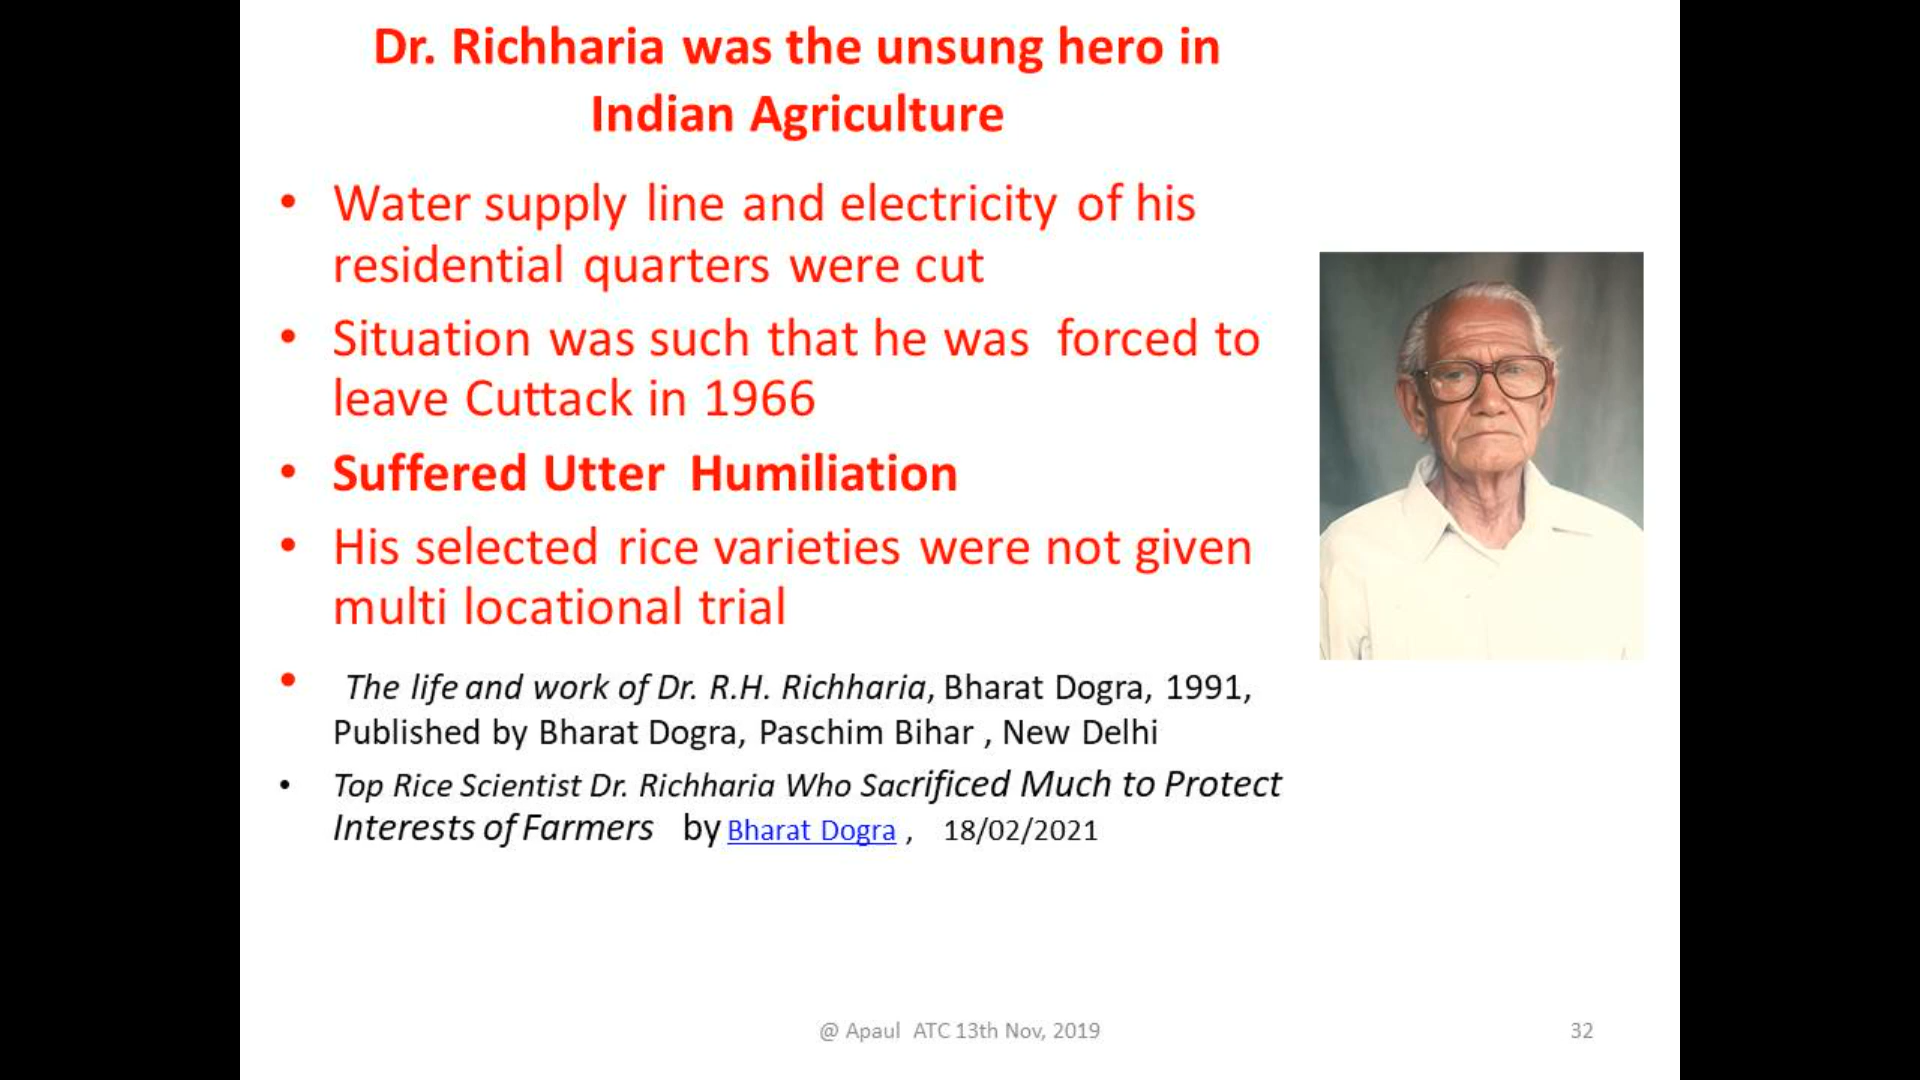 Dr. Richharia was the unsung hero in
Indian Agriculture
• Water supply line and electricity of his
residential quarters were cut
• Situation was such that he was forced to
leave Cuttack in 1966
• Suffered Utter Humiliation
• His selected rice varieties were not given
multi locational trial
• The life and work of Dr. R.H. Richharia, Bharat Dogra, 1991,
Published by Bharat Dogra, Paschim Bihar , New Delhi
• Top Rice Scientist Dr. Richharia Who Sacrificed Much to Protect
Interests of Farmers by Bharat Dogra , 18/02/2021
@ Apaul ATC 13th Nov, 2019
32